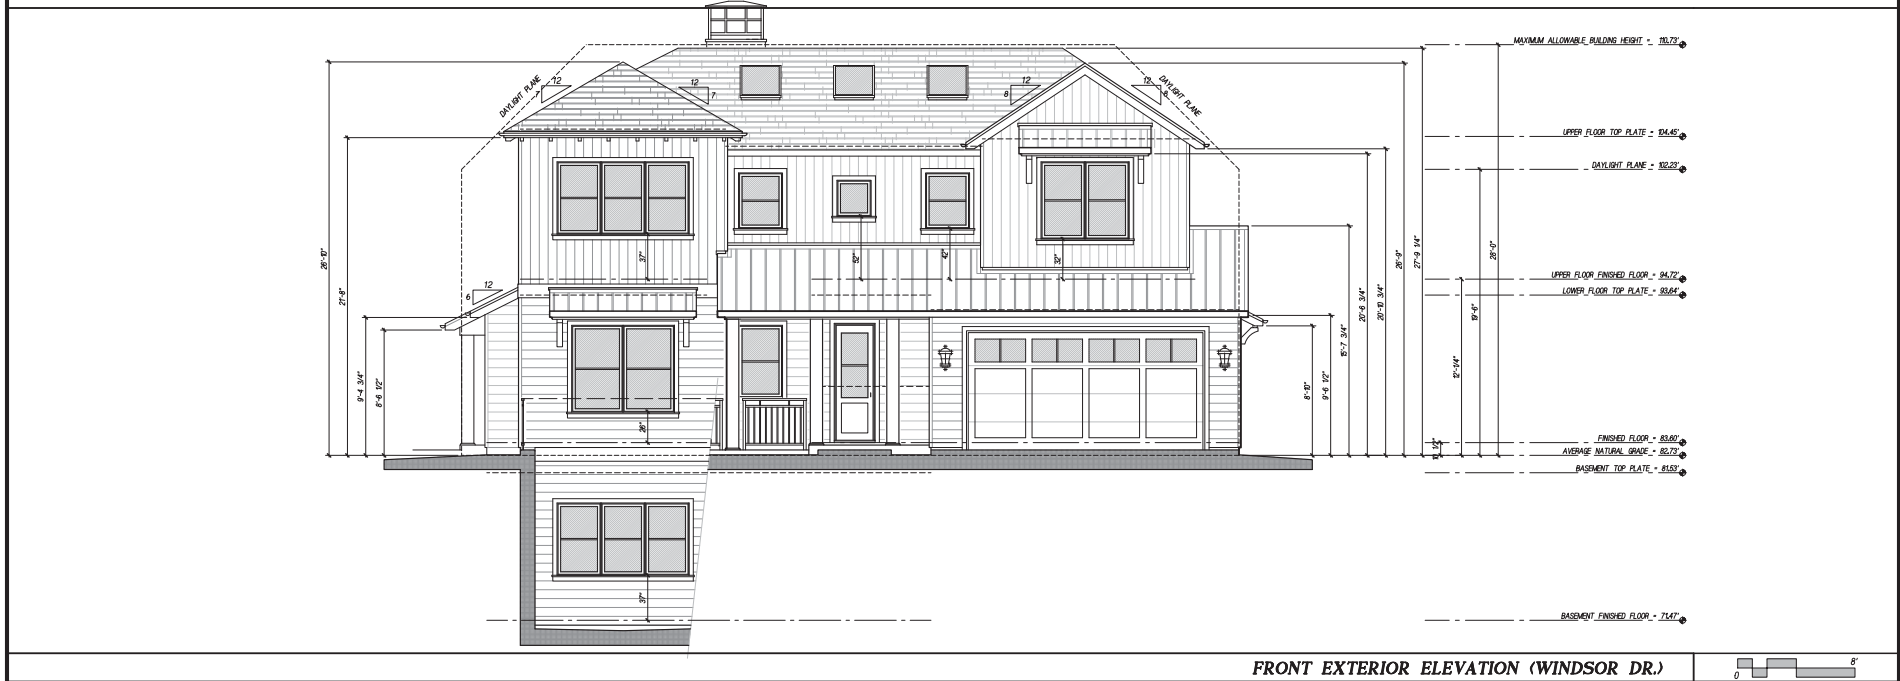 MAXIMUM ALLOWABLE BUILDING HEIGHT = 110.73'
DAYLIGHT PLANE
12
7
12
7
12
8
12
8
DAYLIGHT PLANE
UPPER FLOOR TOP PLATE = 104.45'
DAYLIGHT PLANE = 102.23'
26'-10"
21'-8"
37"
52"
42"
32"
26'-9"
27'-9 1/4"
28'-0"
UPPER FLOOR FINISHED FLOOR = 94.72'
LOWER FLOOR TOP PLATE = 93.64'
12
6
20'-6 3/4"
20'-10 3/4"
19'-6"
15'-7 3/4"
12'-1/4"
9'-4 3/4"
8'-6 1/2"
8'-10"
9'-6 1/2"
26"
10 1/2"
FINISHED FLOOR = 83.60'
AVERAGE NATURAL GRADE = 82.73'
BASEMENT TOP PLATE = 81.53'
37"
BASEMENT FINISHED FLOOR = 71.47'
FRONT EXTERIOR ELEVATION (WINDSOR DR.)
0
8'